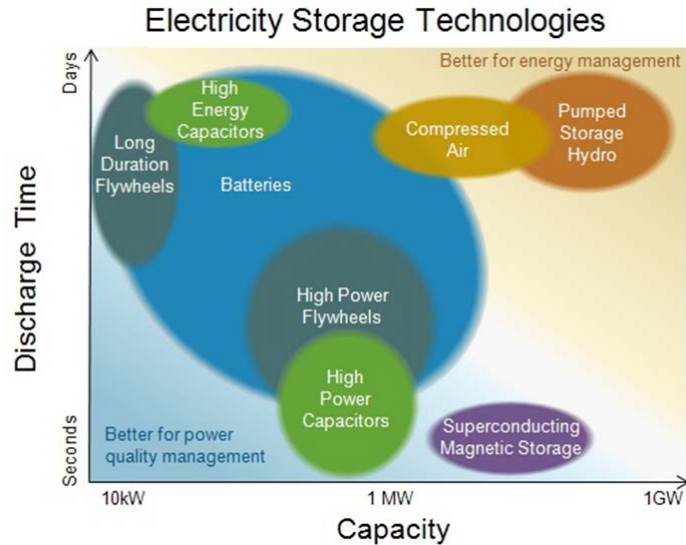 Electricity Storage Technologies
Days
Better for energy management
High
Energy
Capacitors
Long
Duration
Flywheels
Compressed
Air
Pumped
Storage
Hydro
Batteries
Discharge Time
High Power
Flywheels
High
Power
Capacitors
Superconducting
Magnetic Storage
Better for power
quality management
Seconds
10kW
1 MW
1GW
Capacity